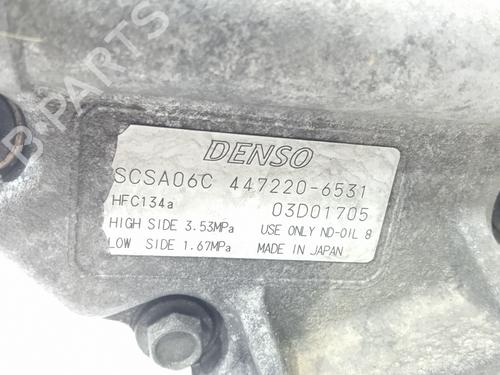 DENSO
SCSA06C 447220-6531
HFC134a 03D01705
HIGH SIDE 3.53MPa USE ONLY ND-OIL 8
LOW SIDE 1.67MPa MADE IN JAPAN
B-PARTS